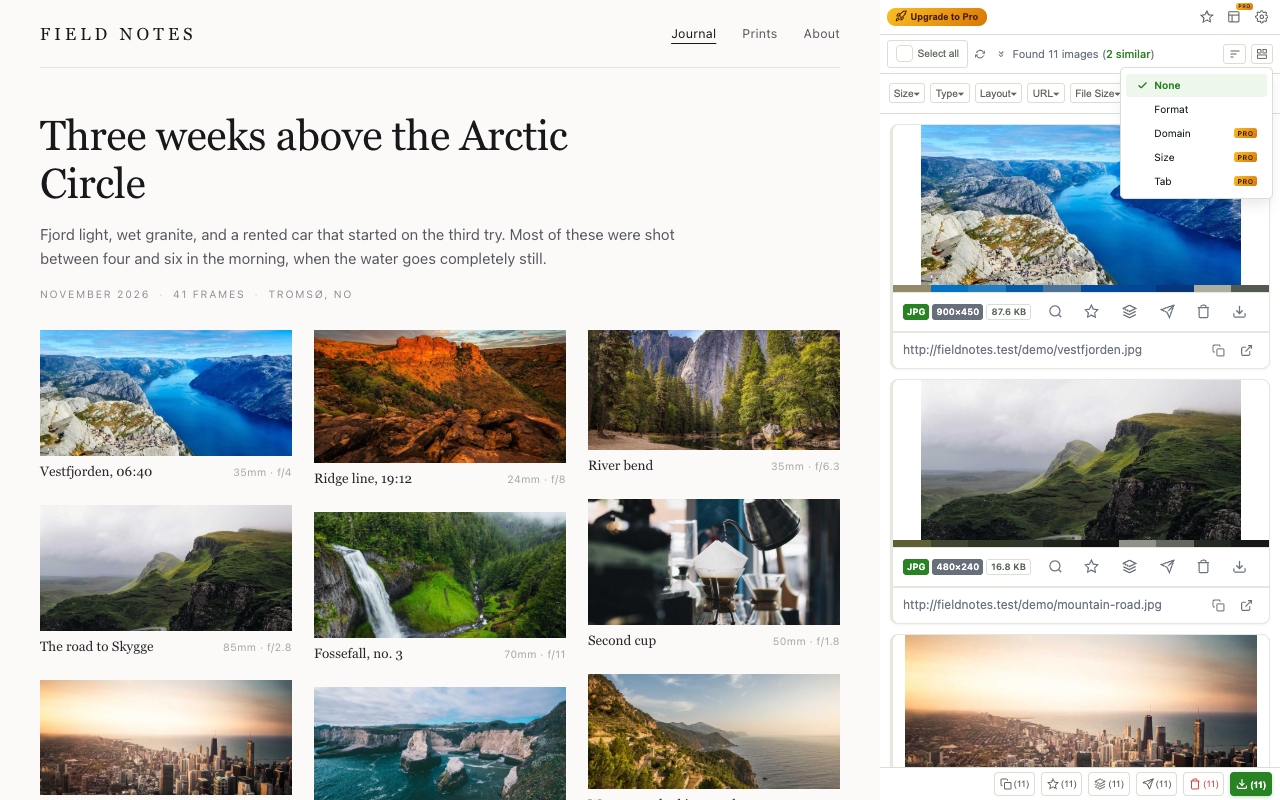 FIELD NOTES
Journal
Prints
About
Three weeks above the Arctic
Circle
Fjord light, wet granite, and a rented car that started on the third try. Most of these were shot
between four and six in the morning, when the water goes completely still.
NOVEMBER 2026 · 41 FRAMES · TROMSØ, NO
Vestfjorden, 06:40
35mm · f/4
Ridge line, 19:12
24mm · f/8
River bend
35mm · f/6.3
The road to Skygge
85mm · f/2.8
Fossefall, no. 3
70mm · f/11
Second cup
50mm · f/1.8
Upgrade to Pro
PRO
Select all
Found 11 images (2 similar)
Size
Type
Layout
URL
File Size
None
Format
Domain PRO
Size PRO
Tab PRO
JPG 900×450 87.6 KB
http://fieldnotes.test/demo/vestfjorden.jpg
JPG 480×240 16.8 KB
http://fieldnotes.test/demo/mountain-road.jpg
(11)
(11)
(11)
(11)
(11)
(11)